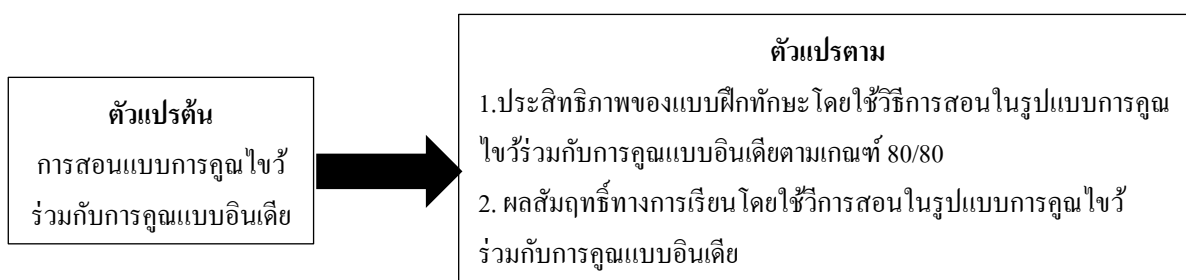 ตัวแปรต้น
การสอนแบบการคูณไขว้
ร่วมกับการคูณแบบอินเดีย
ตัวแปรตาม
1.ประสิทธิภาพของแบบฝึกทักษะโดยใช้วิธีการสอนในรูปแบบการคูณ
ไขว้ร่วมกับการคูณแบบอินเดียตามเกณฑ์ 80/80
2. ผลสัมฤทธิ์ทางการเรียนโดยใช้วีการสอนในรูปแบบการคูณไขว้
ร่วมกับการคูณแบบอินเดีย